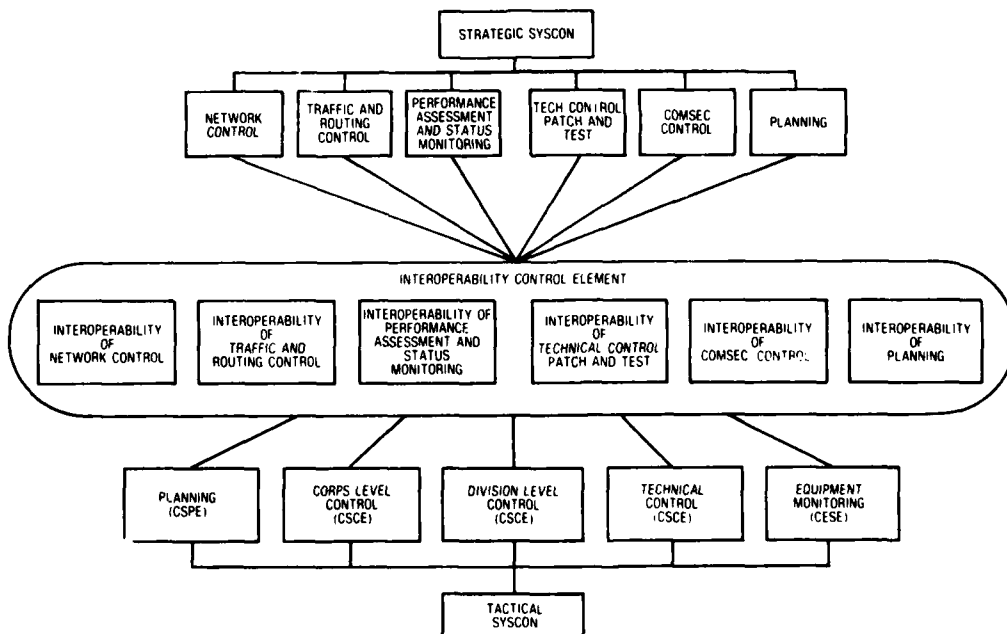 STRATEGIC SYSCON
NETWORK
CONTROL
TRAFFIC AND
ROUTING
CONTROL
PERFORMANCE
ASSESSMENT
AND STATUS
MONITORING
TECH CONTROL
PATCH AND
TEST
COMSEC
CONTROL
PLANNING
INTEROPERABILITY CONTROL ELEMENT
INTEROPERABILITY
OF
NETWORK CONTROL
INTEROPERABILITY
OF
TRAFFIC AND
ROUTING CONTROL
INTEROPERABILITY OF
PERFORMANCE
ASSESSMENT AND
STATUS
MONITORING
INTEROPERABILITY
OF
TECHNICAL CONTROL
PATCH AND TEST
INTEROPERABILITY
OF
COMSEC CONTROL
INTEROPERABILITY
OF
PLANNING
PLANNING
(CSPE)
CORPS LEVEL
CONTROL
(CSCE)
DIVISION LEVEL
CONTROL
(CSCE)
TECHNICAL
CONTROL
(CSCE)
EQUIPMENT
MONITORING
(CESE)
TACTICAL
SYSCON